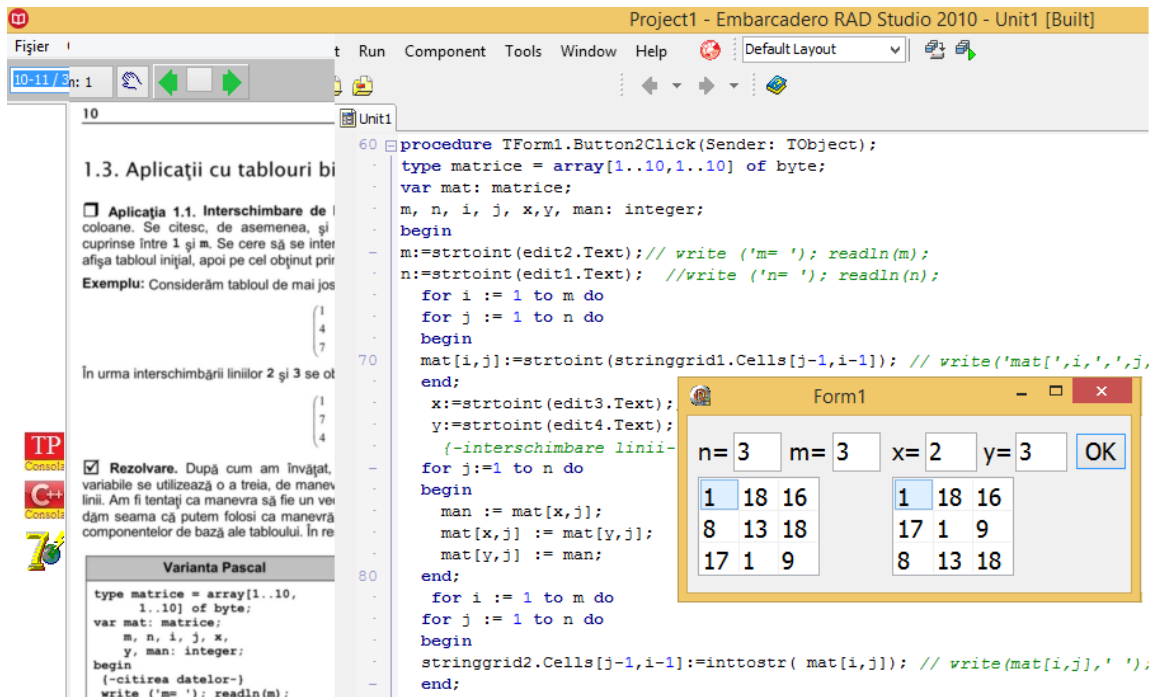 Project1 - Embarcadero RAD Studio 2010 - Unit1 [Built]
Fişier
t Run Component Tools Window Help Default Layout
10-11 / 3
n: 1
10
1.3. Aplicaţii cu tablouri bi
Aplicaţia 1.1. Interschimbare de
coloane. Se citesc, de asemenea, şi
cuprinse între 1 şi m. Se cere să se inter
afişa tabloul iniţial, apoi pe cel obţinut prin
Exemplu: Considerăm tabloul de mai jos
1
4
7
În urma interschimbării liniilor 2 şi 3 se ob
1
7
4
Rezolvare. După cum am învăţat,
variabile se utilizează o a treia, de manev
linii. Am fi tentaţi ca manevra să fie un ve
dăm seama că putem folosi ca manevră
componentelor de bază ale tabloului. În re
Varianta Pascal
type matrice = array[1..10,
1..10] of byte;
var mat: matrice;
m, n, i, j, x,
y, man: integer;
begin
{-citirea datelor-}
write ('m= '); readln(m);
TP
Consola
C++
Consola
7
Unit1
60 procedure TForm1.Button2Click(Sender: TObject);
type matrice = array[1..10,1..10] of byte;
var mat: matrice;
m, n, i, j, x,y, man: integer;
begin
m:=strtoint(edit2.Text);// write ('m= '); readln(m);
n:=strtoint(edit1.Text); //write ('n= '); readln(n);
for i := 1 to m do
for j := 1 to n do
begin
70 mat[i,j]:=strtoint(stringgrid1.Cells[j-1,i-1]); // write('mat[',i,',',j,
end;
x:=strtoint(edit3.Text);
y:=strtoint(edit4.Text);
{-interschimbare linii-
for j:=1 to n do
begin
man := mat[x,j];
mat[x,j] := mat[y,j];
mat[y,j] := man;
80 end;
for i := 1 to m do
for j := 1 to n do
begin
stringgrid2.Cells[j-1,i-1]:=inttostr( mat[i,j]); // write(mat[i,j],' ');
end;
Form1
n= 3 m= 3 x= 2 y= 3 OK
1 18 16
8 13 18
17 1 9
1 18 16
17 1 9
8 13 18